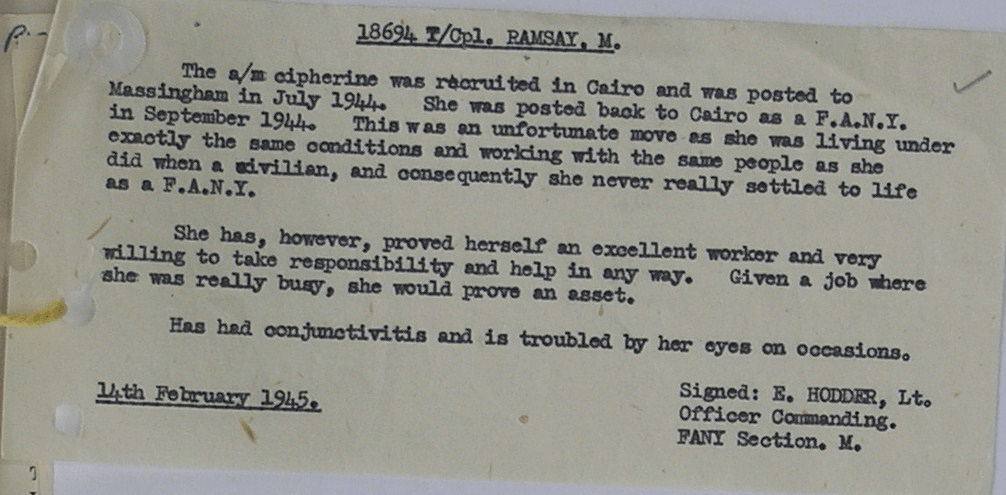 18694 T/Cpl. RAMSAY, M.
The a/m cipherine was recruited in Cairo and was posted to
Massingham in July 1944. She was posted back to Cairo as a F.A.N.Y.
in September 1944. This was an unfortunate move as she was living under
exactly the same conditions and working with the same people as she
did when a civilian, and consequently she never really settled to life
as a F.A.N.Y.
She has, however, proved herself an excellent worker and very
willing to take responsibility and help in any way. Given a job where
she was really busy, she would prove an asset.
Has had conjunctivitis and is troubled by her eyes on occasions.
14th February 1945.
Signed: E. HODDER, Lt.
Officer Commanding.
FANY Section. M.